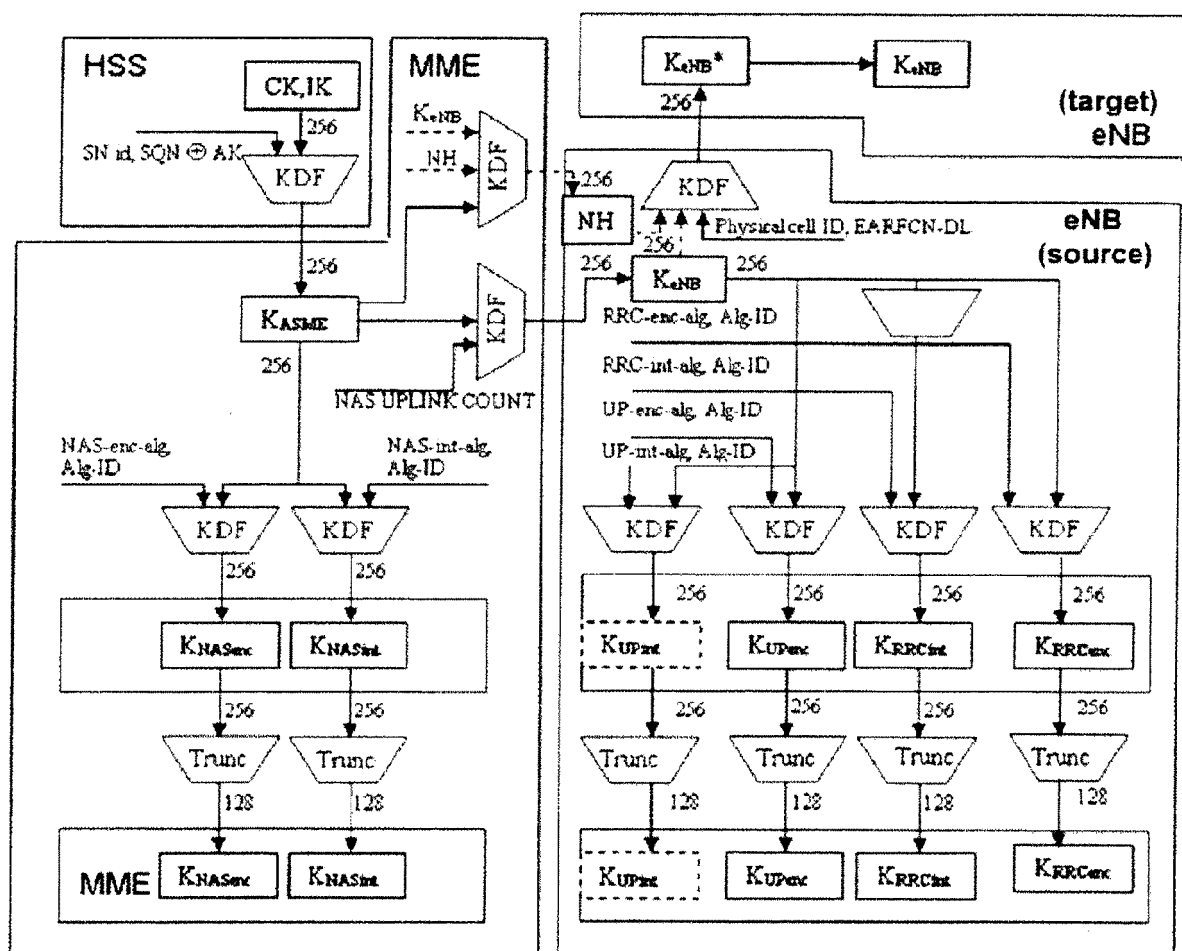 HSS
CK,IK
256
SN id, SQN ⊕ AK
KDF
256
MME
KeNB
NH
KDF
256
KeNB*
KeNB
256
(target)
eNB
KDF
NH
256
Physical cell ID, EARFCN-DL
eNB
(source)
KASME
256
KDF
256
KeNB
256
NAS UPLINK COUNT
RRC-enc-alg, Alg-ID
RRC-int-alg, Alg-ID
UP-enc-alg, Alg-ID
UP-int-alg, Alg-ID
NAS-enc-alg,
Alg-ID
NAS-int-alg,
Alg-ID
KDF
KDF
KDF
KDF
KDF
KDF
256
256
256
256
256
256
KNASenc
KNASint
KUPint
KUPenc
KRRCint
KRRCenc
256
256
256
256
256
256
Trunc
Trunc
Trunc
Trunc
Trunc
Trunc
128
128
128
128
128
128
MME
KNASenc
KNASint
KUPint
KUPenc
KRRCint
KRRCenc